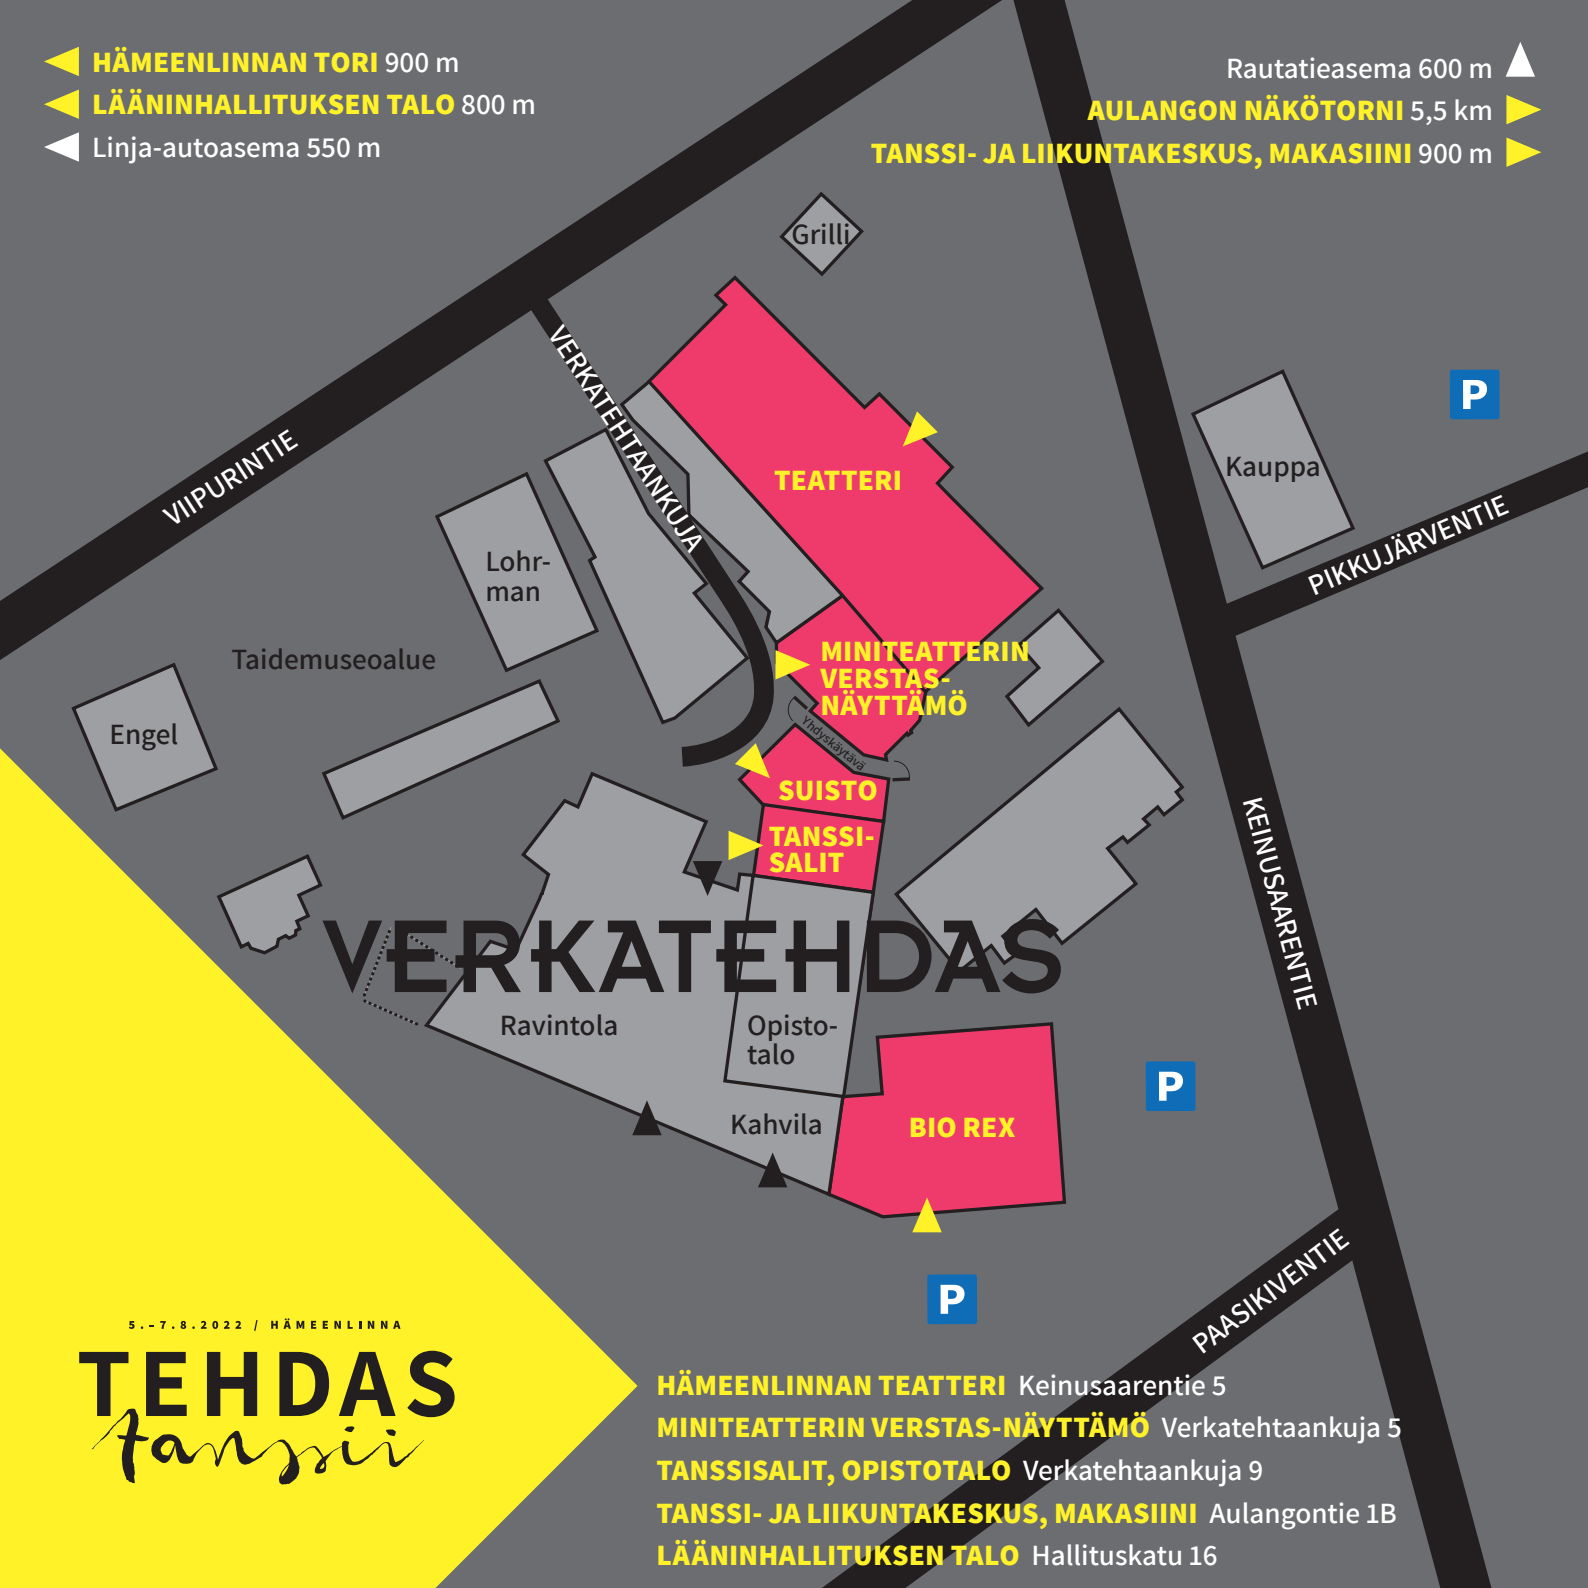 HÄMEENLINNAN TORI 900 m
LÄÄNINHALLITUKSEN TALO 800 m
Linja-autoasema 550 m
Rautatieasema 600 m
AULANGON NÄKÖTORNI 5,5 km
TANSSI- JA LIIKUNTAKESKUS, MAKASIINI 900 m
Grilli
VERKATEHTAANKUJA
VIIPURINTIE
TEATTERI
P
Kauppa
PIKKUJÄRVENTIE
Lohr-
man
Taidemuseoalue
Engel
MINITEATTERIN
VERSTAS-
NÄYTTÄMÖ
Yhdyskäytävä
SUISTO
TANSSI-
SALIT
KEINUSAARENTIE
VERKATEHDAS
Ravintola
Opisto-
talo
Kahvila
BIO REX
P
P
PAASIKIVENTIE
5.–7.8.2022 / HÄMEENLINNA
TEHDAS
tanssii
HÄMEENLINNAN TEATTERI Keinusaarentie 5
MINITEATTERIN VERSTAS-NÄYTTÄMÖ Verkatehtaankuja 5
TANSSISALIT, OPISTOTALO Verkatehtaankuja 9
TANSSI- JA LIIKUNTAKESKUS, MAKASIINI Aulangontie 1B
LÄÄNINHALLITUKSEN TALO Hallituskatu 16